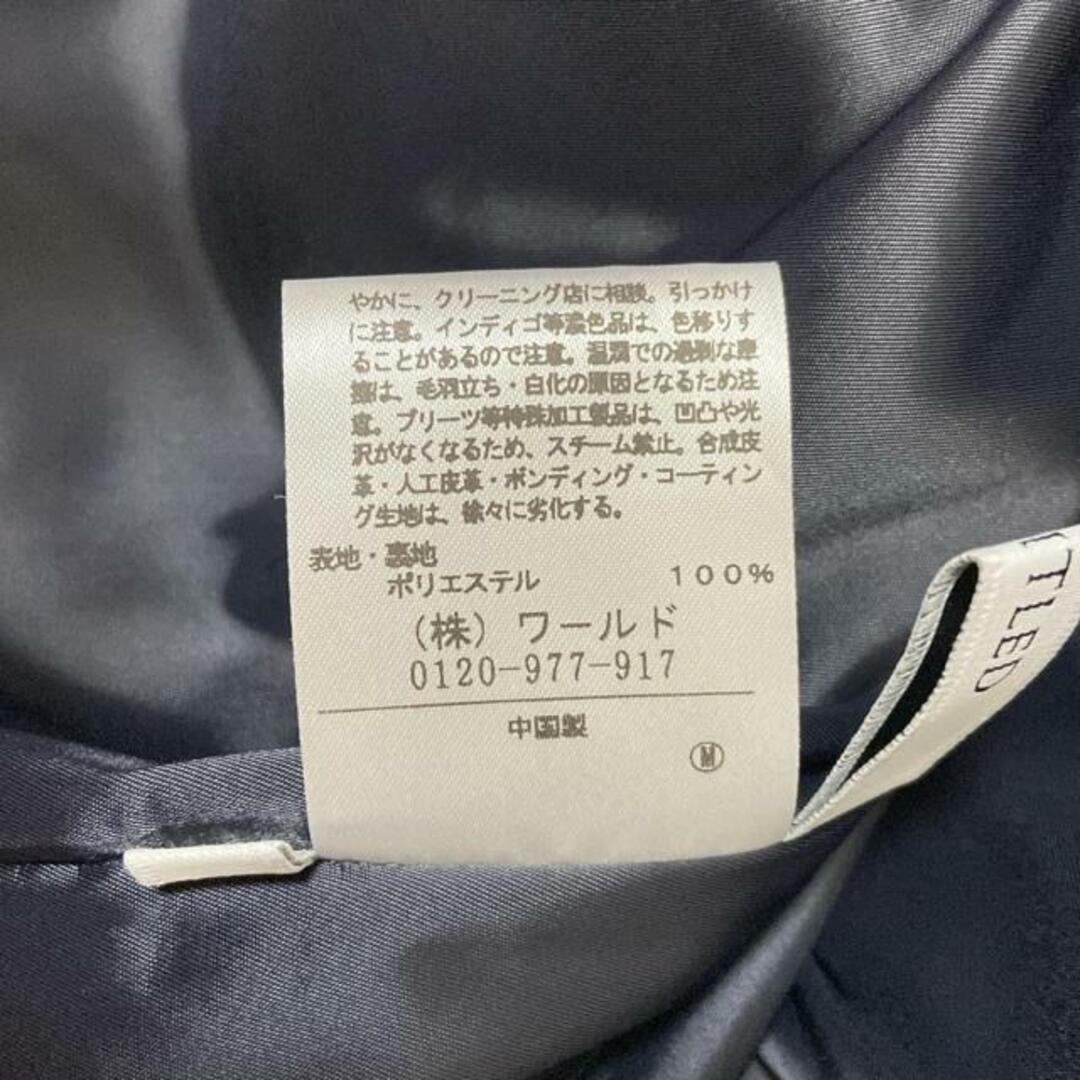 やかに、クリーニング店に相談。引っかけ
に注意。インディゴ等濃色品は、色移りす
ることがあるので注意。湿潤での過剰な摩
擦は、毛羽立ち・白化の原因となるため注
意。プリーツ等特殊加工製品は、凹凸や光
沢がなくなるため、スチーム禁止。合成皮
革・人工皮革・ボンディング・コーティン
グ生地は、徐々に劣化する。
表地・裏地
ポリエステル 100%
(株) ワールド
0120-977-917
中国製
Ⓜ
TLED